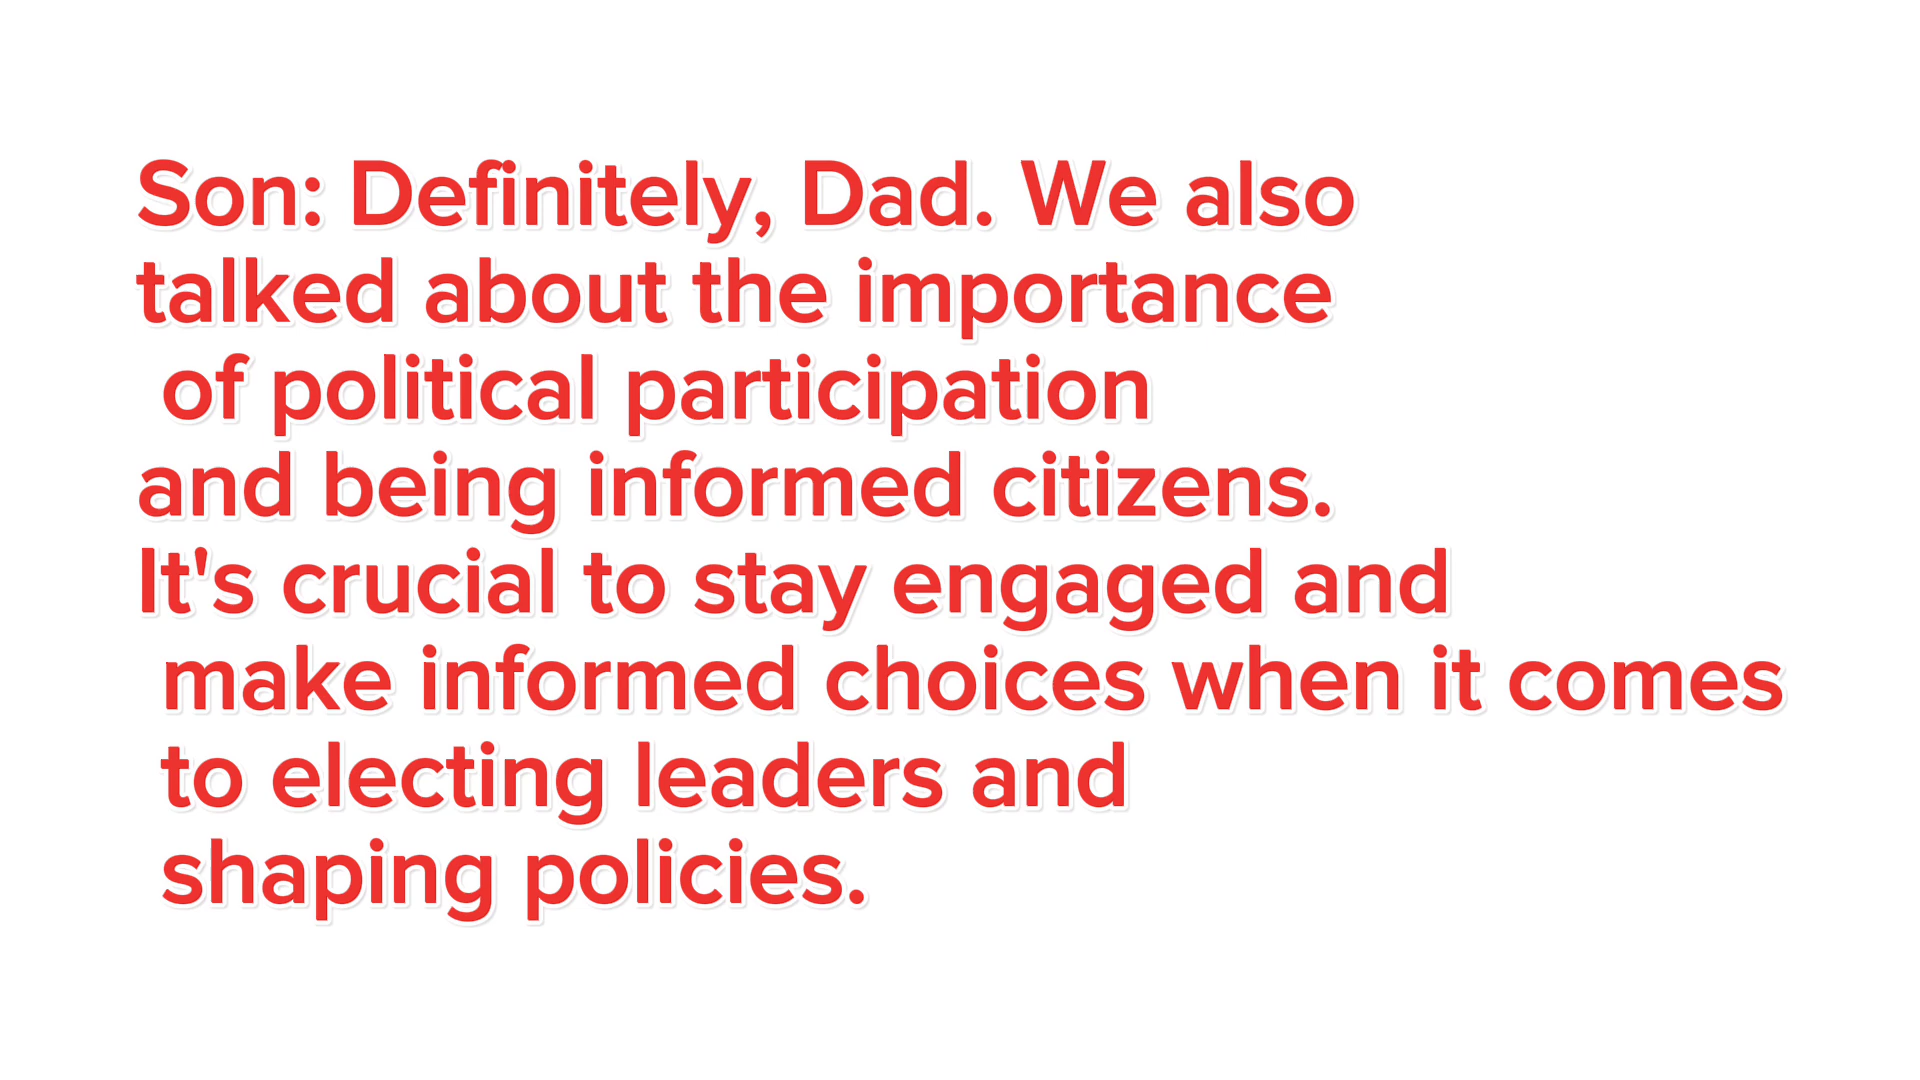 Son: Definitely, Dad. We also
talked about the importance
of political participation
and being informed citizens.
It's crucial to stay engaged and
make informed choices when it comes
to electing leaders and
shaping policies.